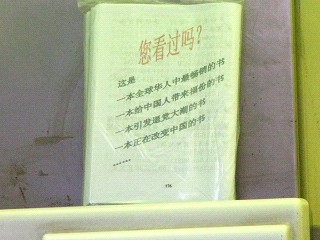 您看过吗?
这是
一本全球华人中最畅销的书
一本给中国人带来福份的书
一本引发退党大潮的书
一本正在改变中国的书
……